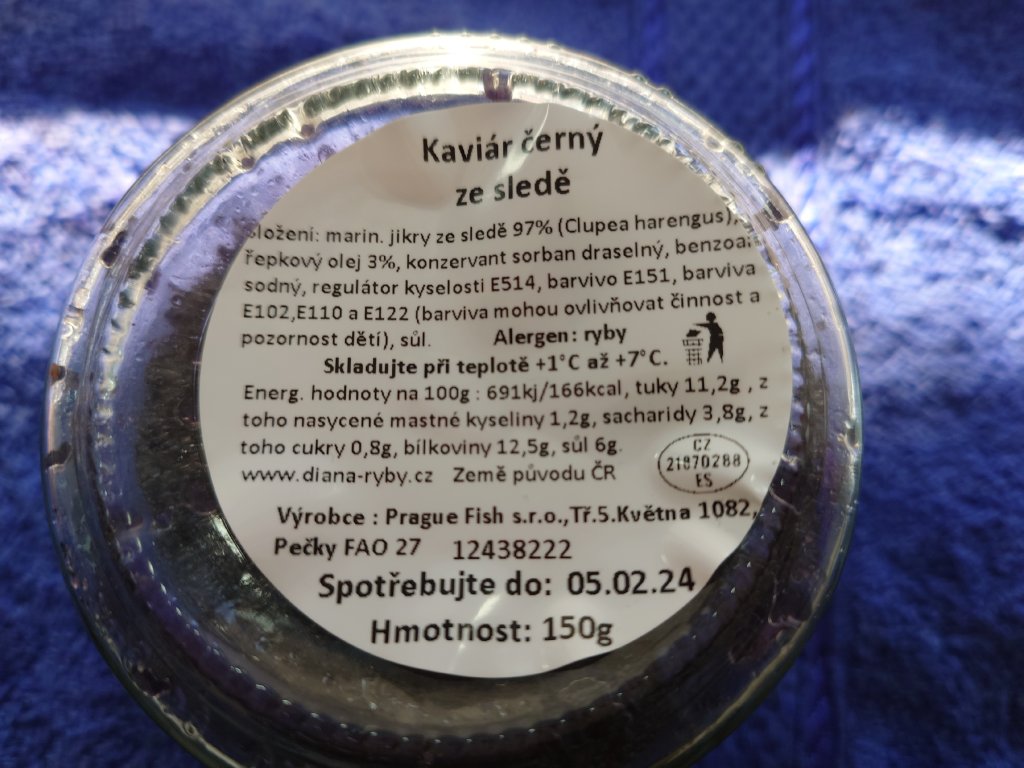 Kaviár černý
ze sledě
složení: marin. jikry ze sledě 97% (Clupea harengus),
řepkový olej 3%, konzervant sorban draselný, benzoan
sodný, regulátor kyselosti E514, barvivo E151, barviva
E102,E110 a E122 (barviva mohou ovlivňovat činnost a
pozornost dětí), sůl. Alergen: ryby
Skladujte při teplotě +1°C až +7°C.
Energ. hodnoty na 100g : 691kj/166kcal, tuky 11,2g , z
toho nasycené mastné kyseliny 1,2g, sacharidy 3,8g, z
toho cukry 0,8g, bílkoviny 12,5g, sůl 6g.
CZ
21870288
ES
www.diana-ryby.cz Země původu ČR
Výrobce : Prague Fish s.r.o.,Tř.5.Května 1082,
Pečky FAO 27 12438222
Spotřebujte do: 05.02.24
Hmotnost: 150g